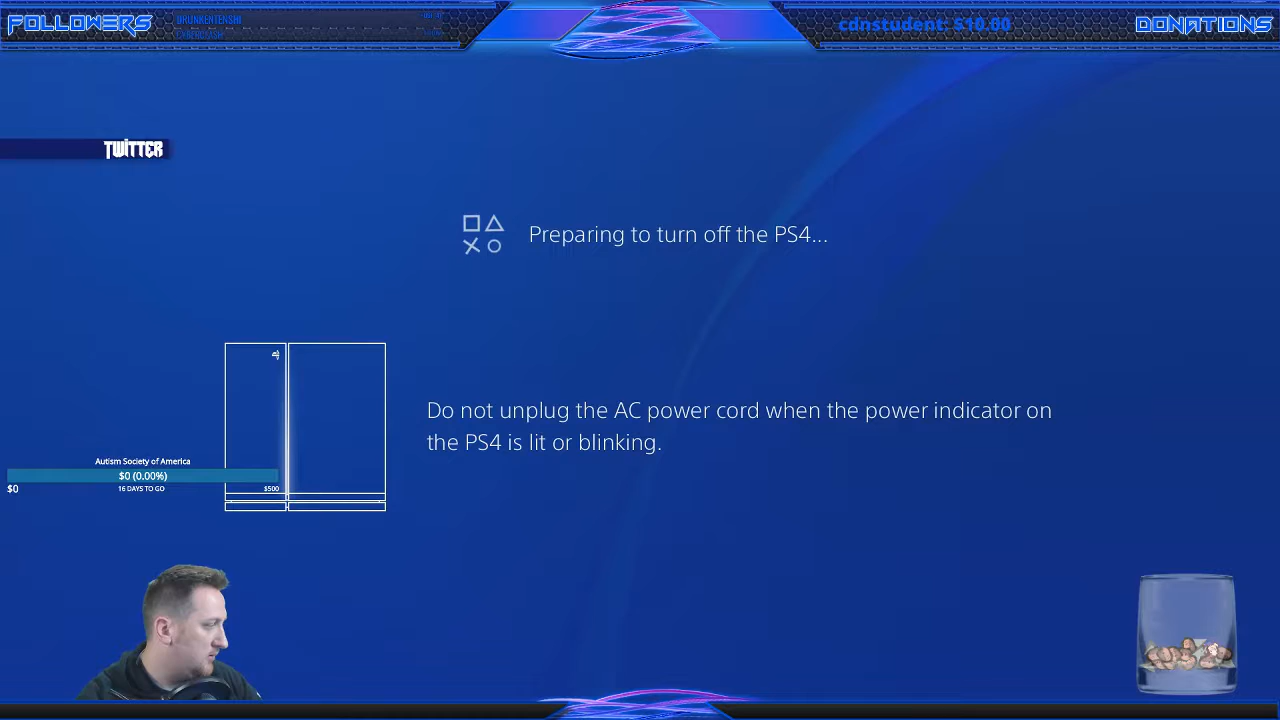 FOLLOWERS
DRUNKENTENSHI
cdnstudent: $10.00
DONATIONS
TWITTER
Preparing to turn off the PS4...
Do not unplug the AC power cord when the power indicator on
the PS4 is lit or blinking.
Autism Society of America
$0 (0.00%)
$0
16 DAYS TO GO
$500